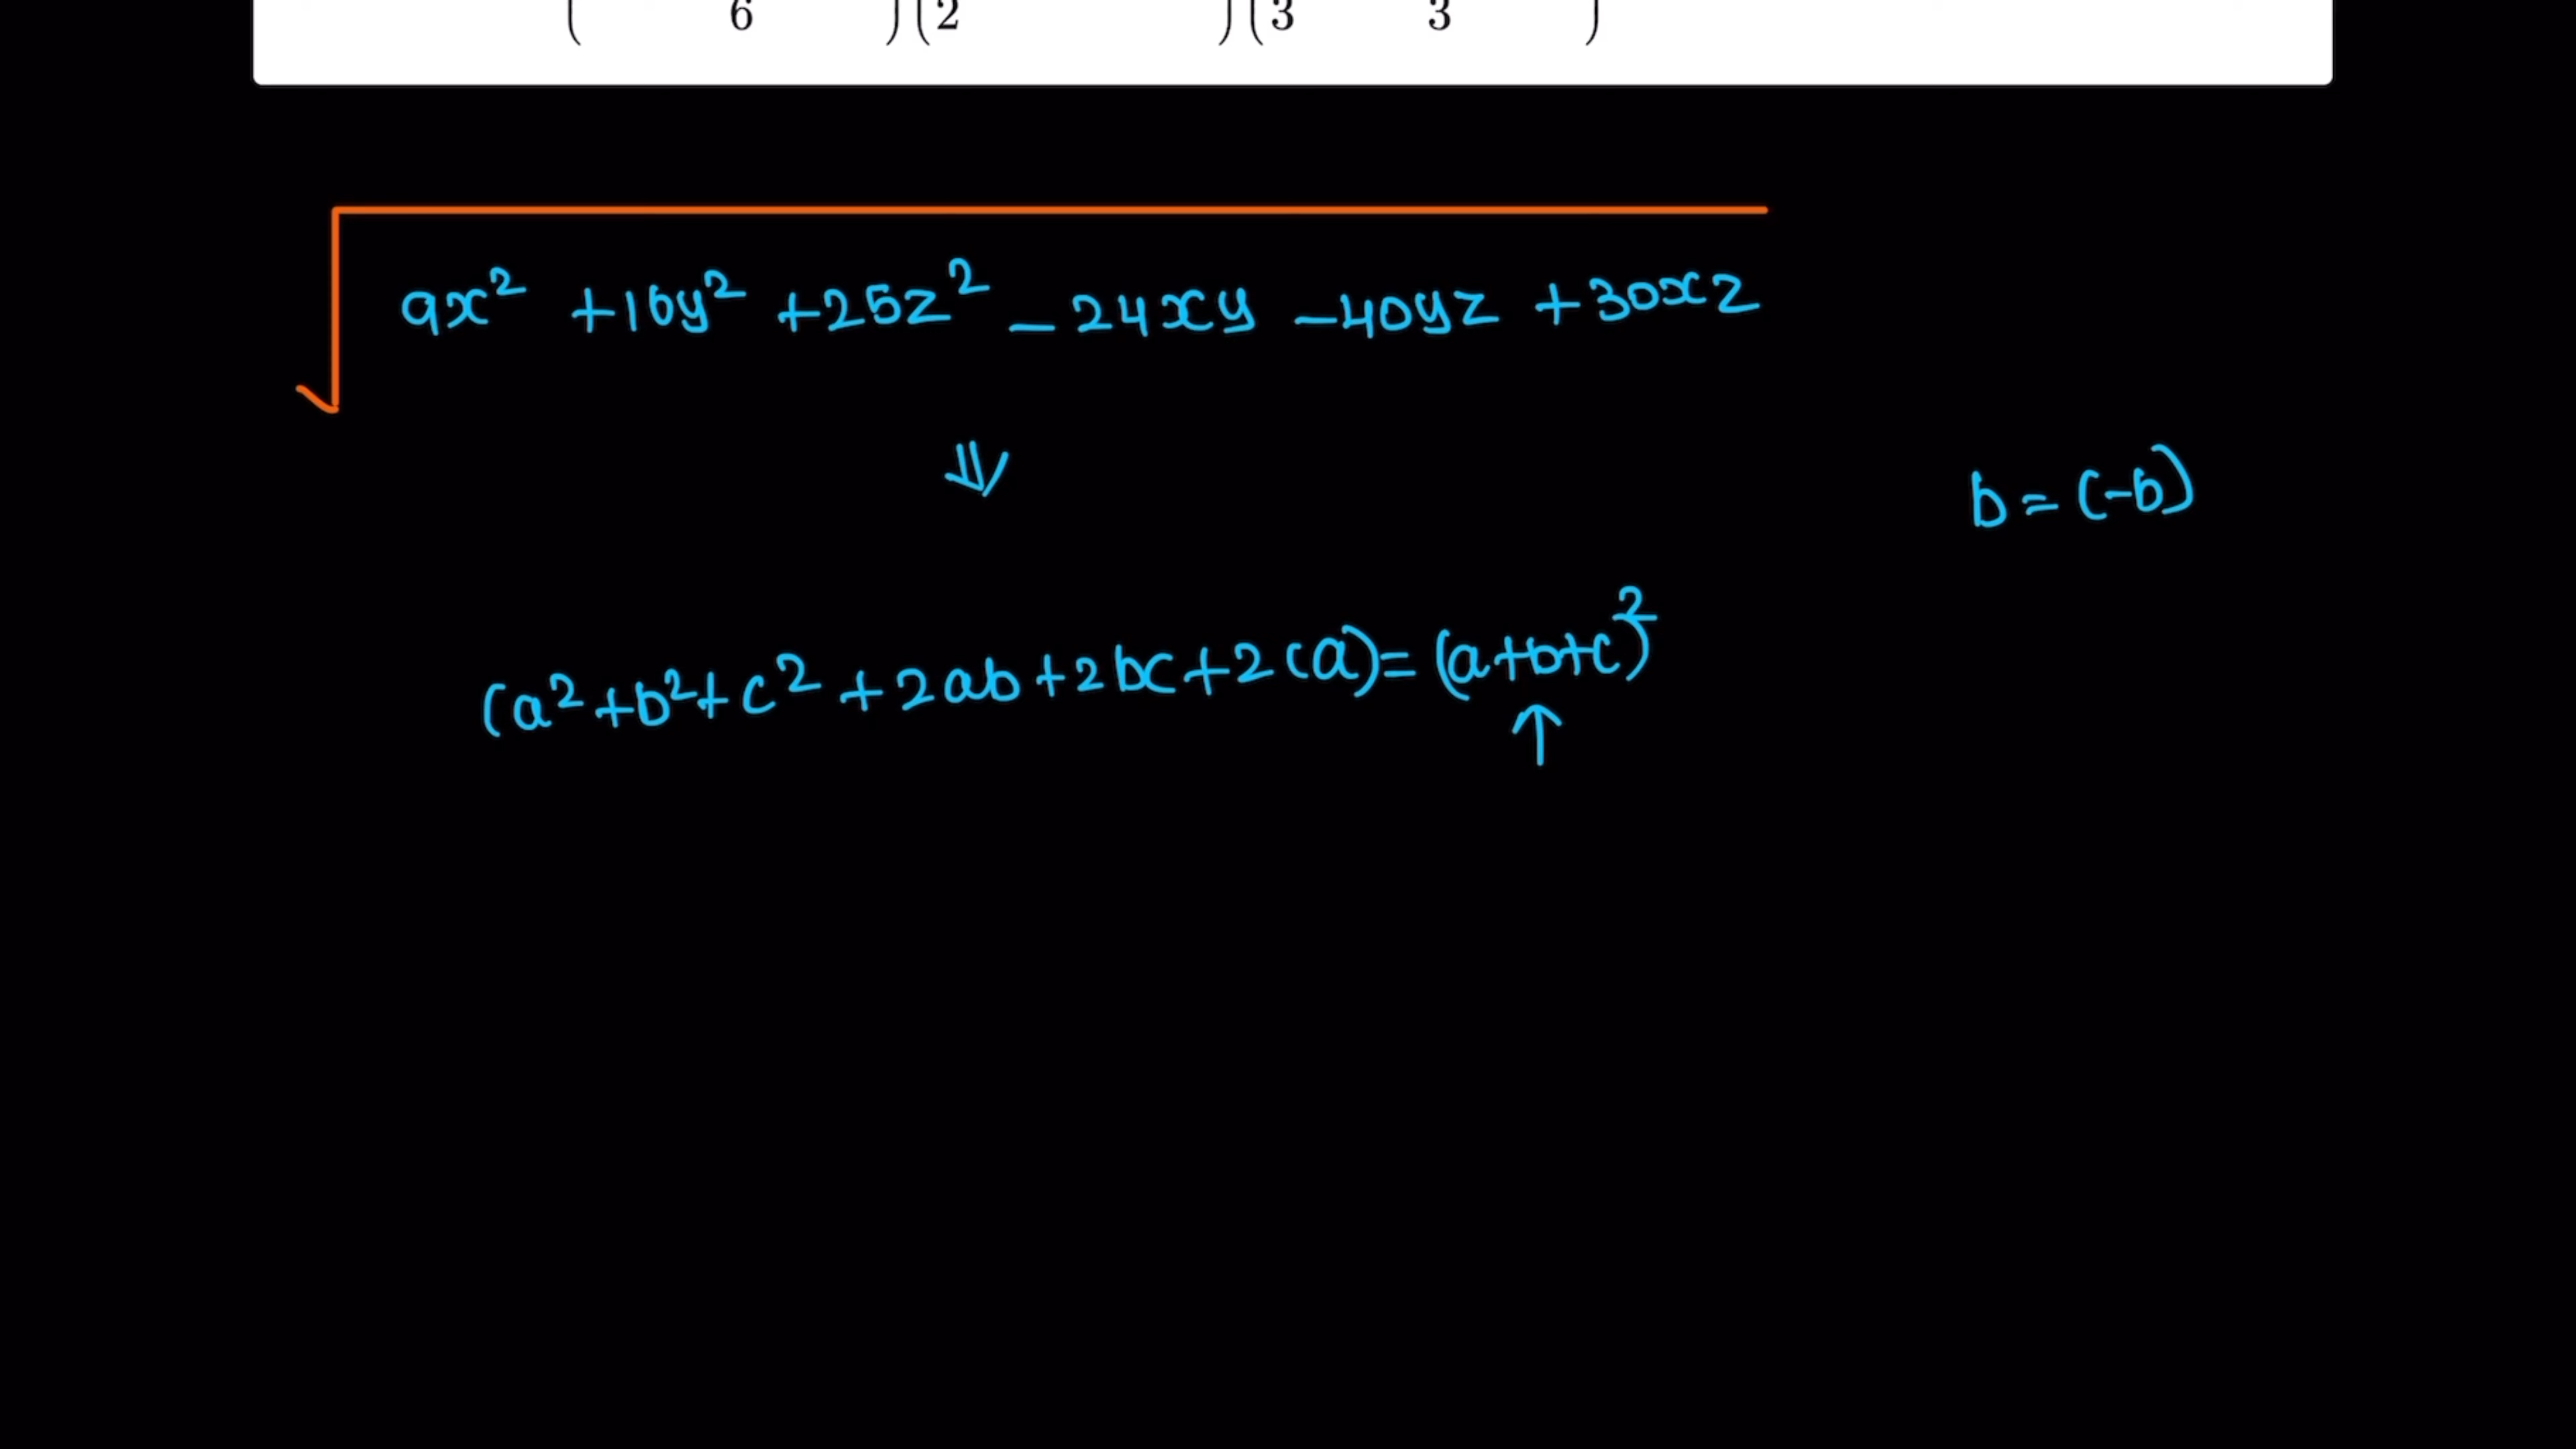 ( 6 ) ( 2 ) ( 3 3 )
√ 9x² +16y² +25z² - 24xy - 40yz +30xz
⇓
b = (-b)
(a²+b²+c² + 2ab + 2bc + 2ca) = (a+b+c)²
↑